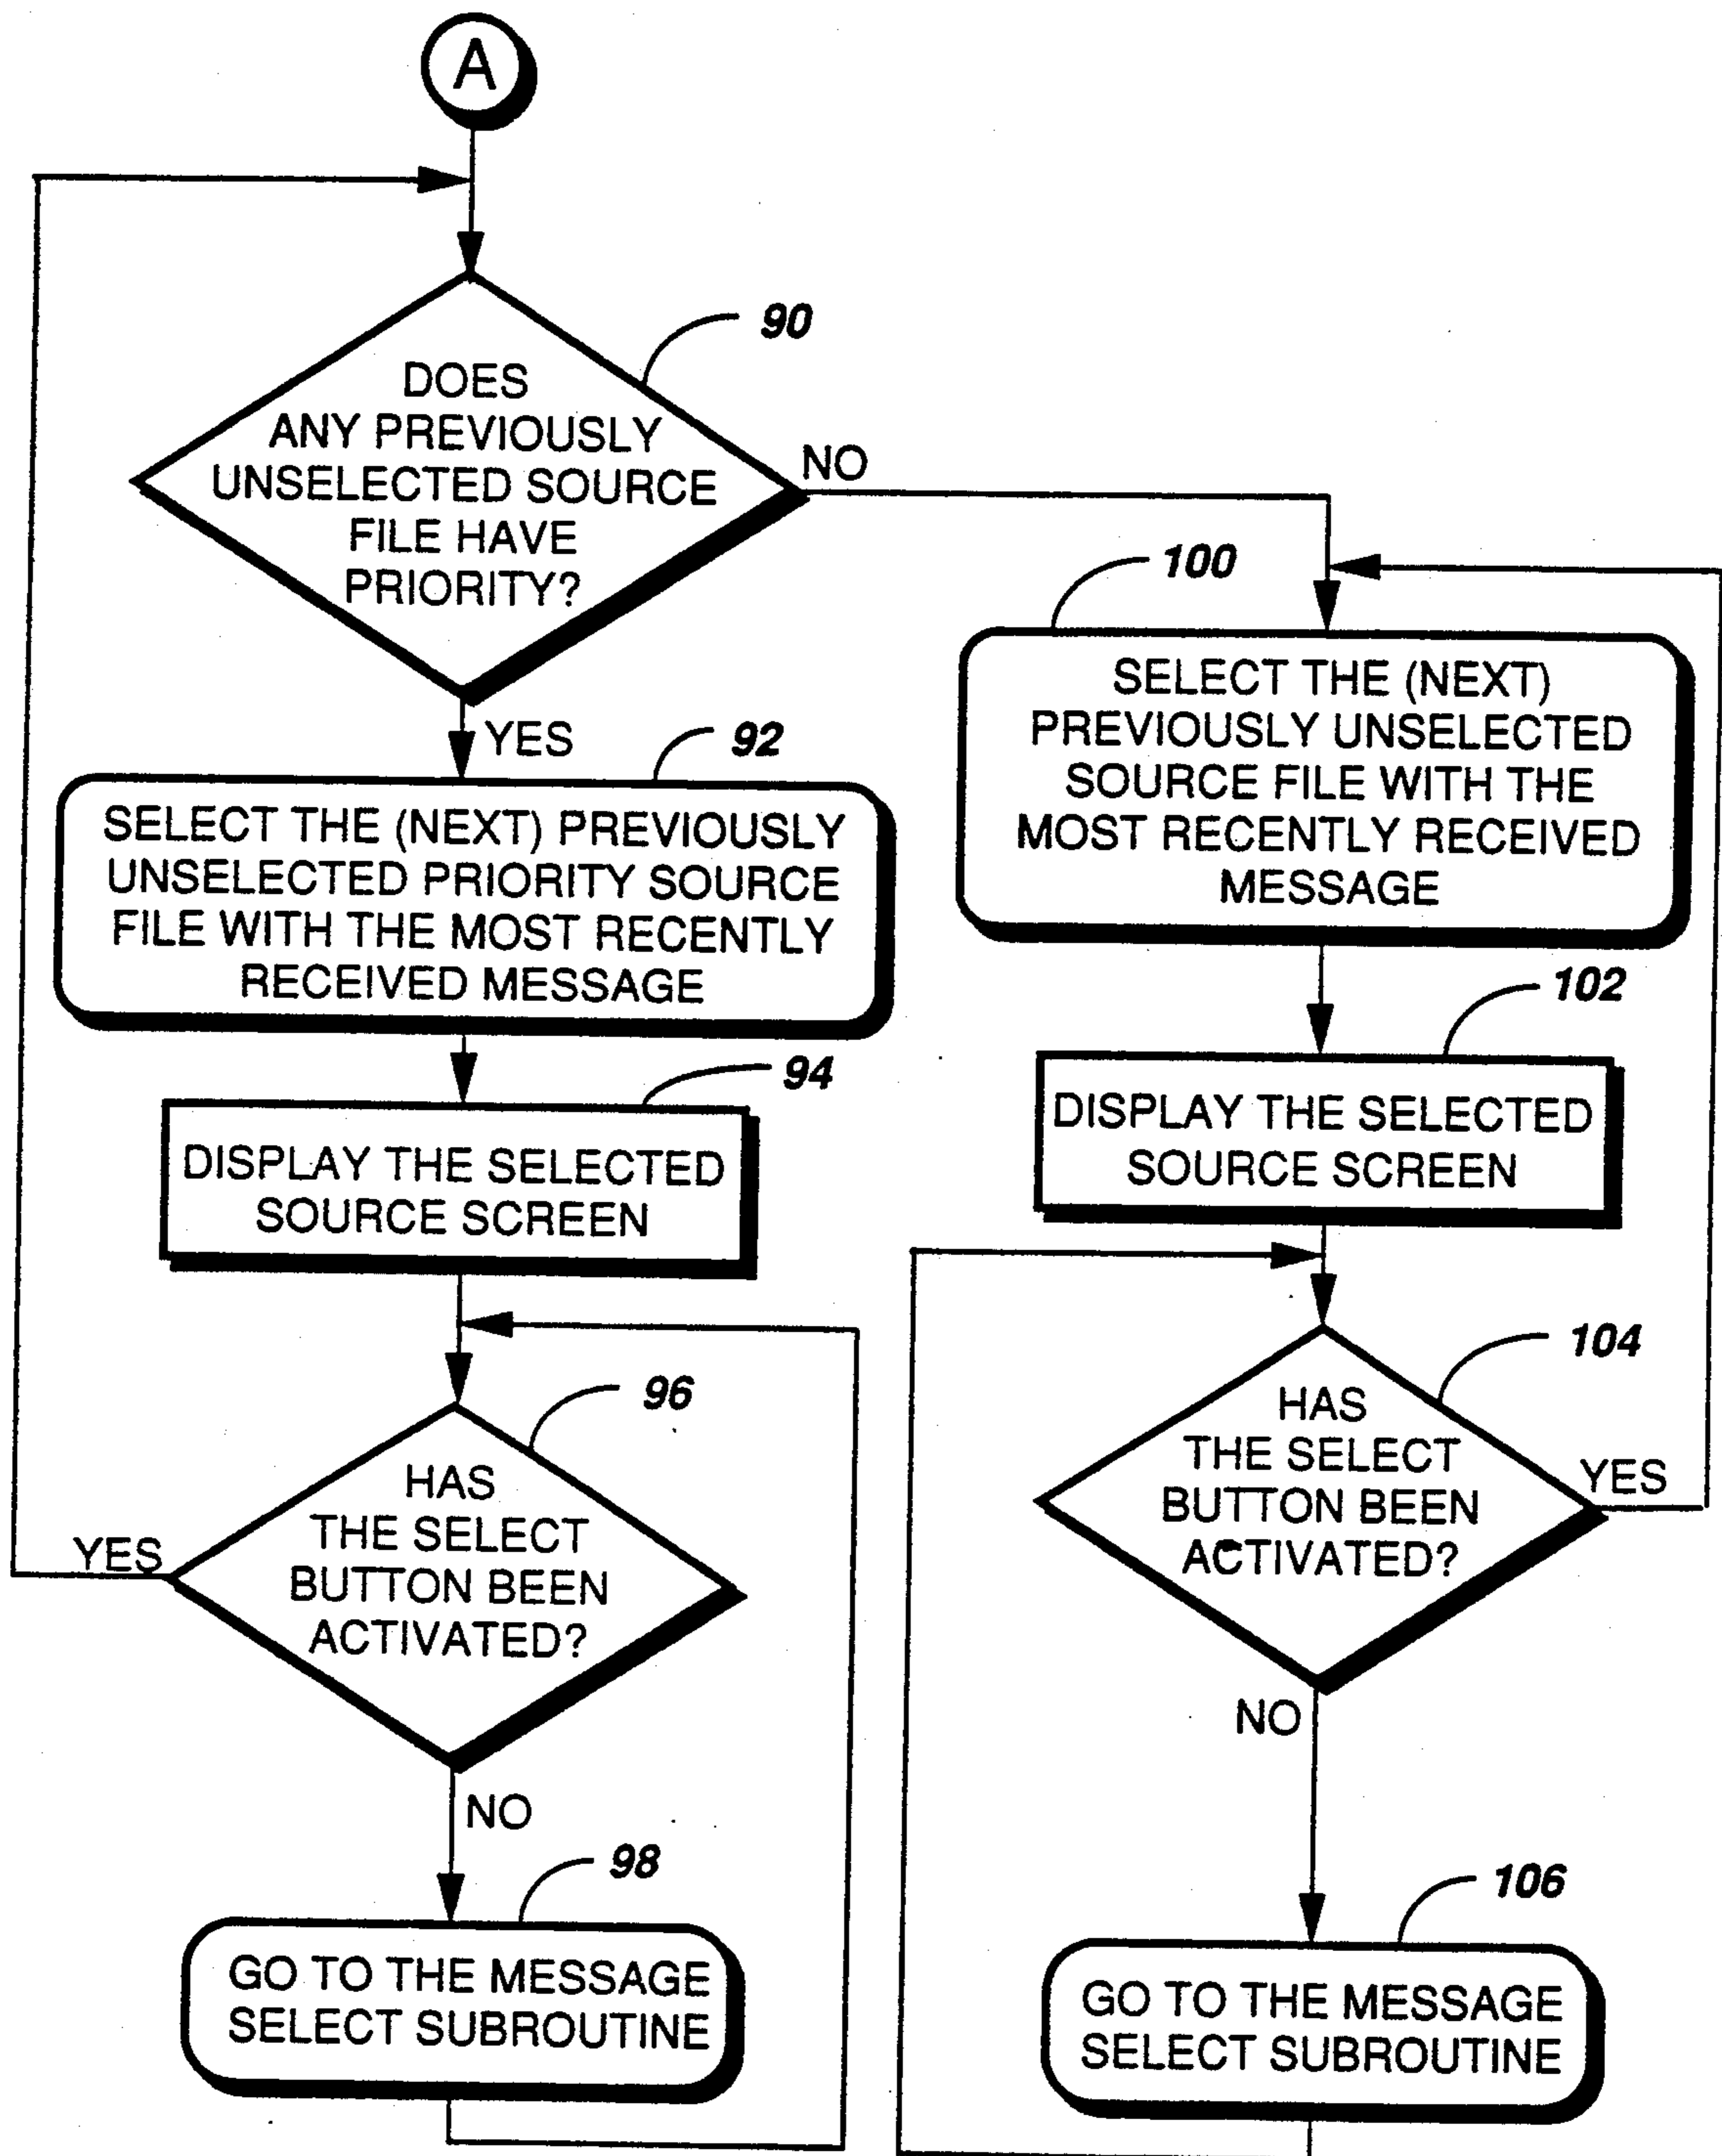 A
90
DOES
ANY PREVIOUSLY
UNSELECTED SOURCE
FILE HAVE
PRIORITY?
NO
YES
92
SELECT THE (NEXT) PREVIOUSLY
UNSELECTED PRIORITY SOURCE
FILE WITH THE MOST RECENTLY
RECEIVED MESSAGE
94
DISPLAY THE SELECTED
SOURCE SCREEN
96
HAS
THE SELECT
BUTTON BEEN
ACTIVATED?
YES
NO
98
GO TO THE MESSAGE
SELECT SUBROUTINE
100
SELECT THE (NEXT)
PREVIOUSLY UNSELECTED
SOURCE FILE WITH THE
MOST RECENTLY RECEIVED
MESSAGE
102
DISPLAY THE SELECTED
SOURCE SCREEN
104
HAS
THE SELECT
BUTTON BEEN
ACTIVATED?
YES
NO
106
GO TO THE MESSAGE
SELECT SUBROUTINE